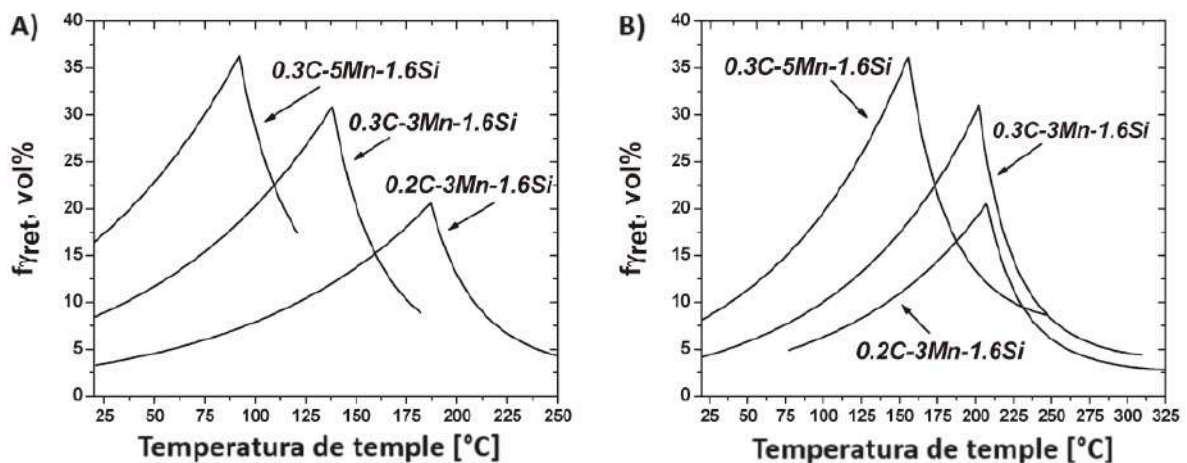 A)
40
35
30
25
20
15
10
5
0
fγret, vol%
0.3C-5Mn-1.6Si
0.3C-3Mn-1.6Si
0.2C-3Mn-1.6Si
25 50 75 100 125 150 175 200 225 250
Temperatura de temple [°C]
B)
40
35
30
25
20
15
10
5
0
fγret, vol%
0.3C-5Mn-1.6Si
0.3C-3Mn-1.6Si
0.2C-3Mn-1.6Si
25 50 75 100 125 150 175 200 225 250 275 300 325
Temperatura de temple [°C]